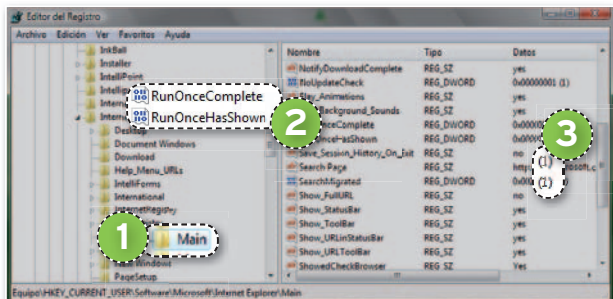 Editor del Registro
Archivo Edición Ver Favoritos Ayuda
InkBall
Installer
IntelliPoint
Desktop
Document Windows
Download
Help_Menu_URLs
IntelliForms
International
InternetRegistry
1
Main
Windows
PageSetup
RunOnceComplete
RunOnceHasShown
2
Nombre Tipo Datos
NotifyDownloadComplete REG_SZ yes
NoUpdateCheck REG_DWORD 0x00000001 (1)
Play_Animations REG_SZ yes
Background_Sounds REG_SZ yes
OnceComplete REG_DWORD
OnceHasShown REG_DWORD
Save_Session_History_On_Exit REG_SZ no
Search Page REG_SZ
SearchMigrated REG_DWORD
Show_FullURL REG_SZ no
Show_StatusBar REG_SZ yes
Show_ToolBar REG_SZ yes
Show_URLinStatusBar REG_SZ yes
Show_URLToolBar REG_SZ yes
ShowedCheckBrowser REG_SZ Yes
3
(1)
(1)
Equipo\HKEY_CURRENT_USER\Software\Microsoft\Internet Explorer\Main